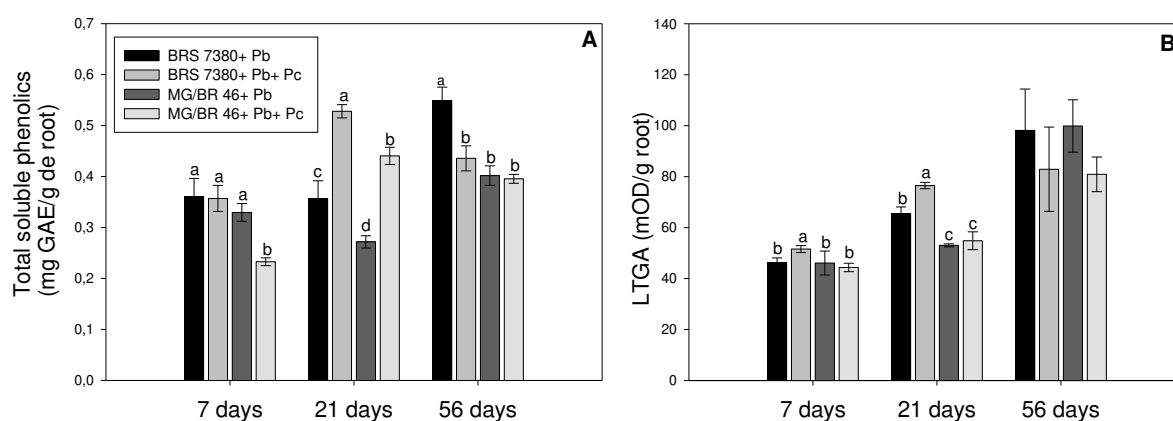 A
BRS 7380+ Pb
BRS 7380+ Pb+ Pc
MG/BR 46+ Pb
MG/BR 46+ Pb+ Pc
Total soluble phenolics
(mg GAE/g de root)
0,7
0,6
0,5
0,4
0,3
0,2
0,1
0,0
a a a b
c a d b
a b b b
7 days 21 days 56 days
B
LTGA (mOD/g root)
140
120
100
80
60
40
20
0
b a b b
b a c c
7 days 21 days 56 days